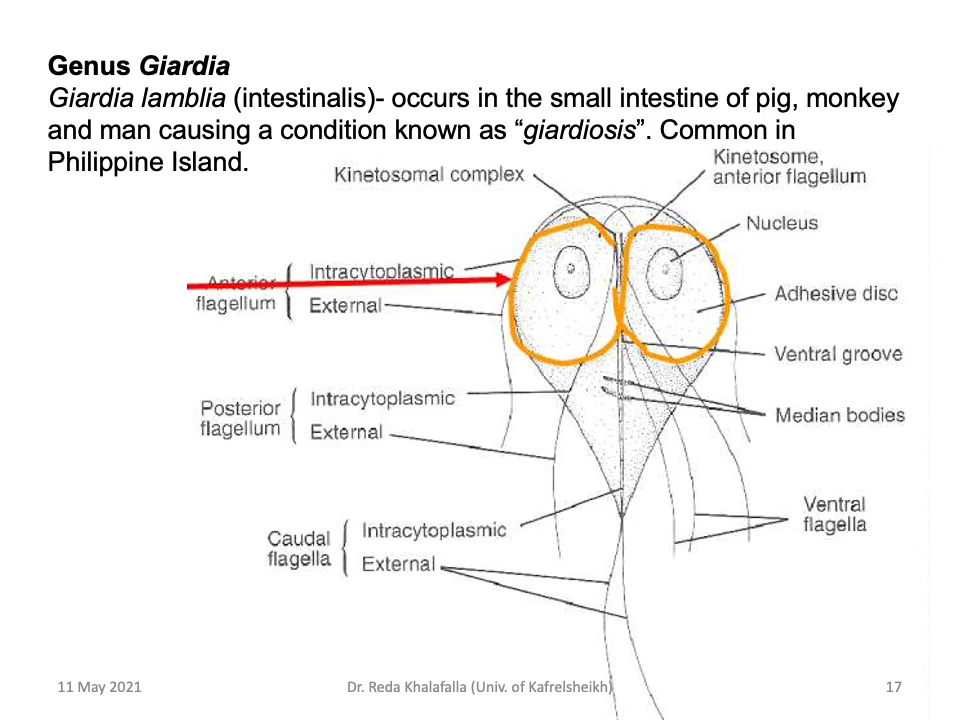 Genus Giardia
Giardia lamblia (intestinalis)- occurs in the small intestine of pig, monkey
and man causing a condition known as “giardiosis”. Common in
Philippine Island.
Kinetosomal complex
Kinetosome,
anterior flagellum
Nucleus
Anterior
flagellum
Intracytoplasmic
External
Adhesive disc
Ventral groove
Posterior
flagellum
Intracytoplasmic
External
Median bodies
Caudal
flagella
Intracytoplasmic
External
Ventral
flagella
11 May 2021
Dr. Reda Khalafalla (Univ. of Kafrelsheikh)
17